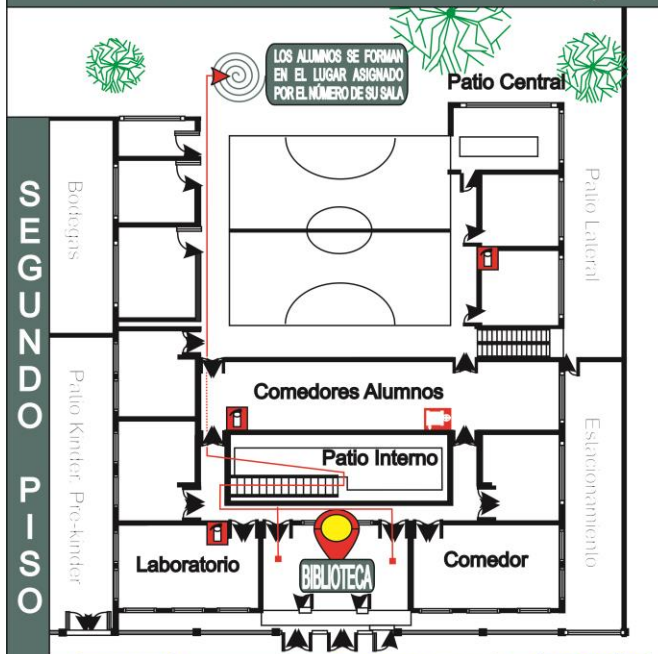 LOS ALUMNOS SE FORMAN
EN EL LUGAR ASIGNADO
POR EL NÚMERO DE SU SALA
Patio Central
SEGUNDO PISO
Bodegas
Patio Lateral
Comedores Alumnos
Patio Interno
Patio Kinder, Pre-kinder
Estacionamiento
Laboratorio
BIBLIOTECA
Comedor